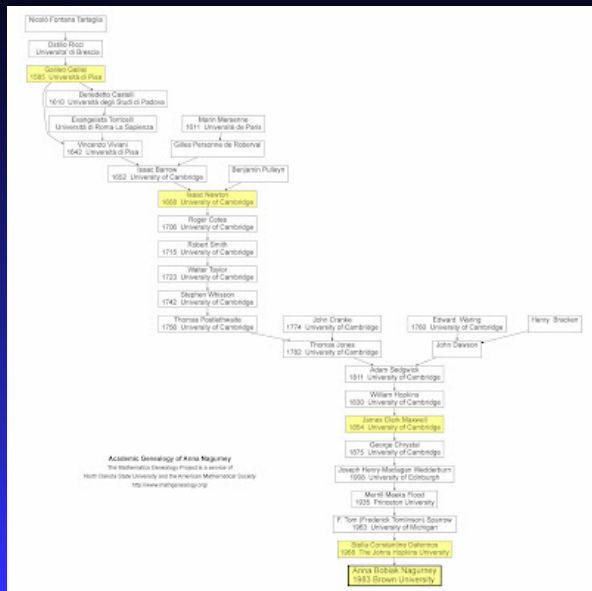 Nicolò Fontana Tartaglia
Ostilio Ricci
Universita' di Brescia
Galileo Galilei
1585 Università di Pisa
Benedetto Castelli
1610 Università degli Studi di Padova
Evangelista Torricelli
Università di Roma La Sapienza
Marin Mersenne
1611 Université de Paris
Vincenzo Viviani
1642 Università di Pisa
Gilles Personne de Roberval
Isaac Barrow
1652 University of Cambridge
Benjamin Pulleyn
Isaac Newton
1668 University of Cambridge
Roger Cotes
1706 University of Cambridge
Robert Smith
1715 University of Cambridge
Walter Taylor
1723 University of Cambridge
Stephen Whisson
1742 University of Cambridge
Thomas Postlethwaite
1756 University of Cambridge
John Cranke
1774 University of Cambridge
Edward Waring
1760 University of Cambridge
Henry Bracken
Thomas Jones
1782 University of Cambridge
John Dawson
Adam Sedgwick
1811 University of Cambridge
William Hopkins
1830 University of Cambridge
James Clerk Maxwell
1854 University of Cambridge
George Chrystal
1875 University of Cambridge
Joseph Henry Maclagan Wedderburn
1908 University of Edinburgh
Merrill Meeks Flood
1935 Princeton University
F. Tom (Frederick Tomlinson) Sparrow
1963 University of Michigan
Stella Constantine Dafermos
1968 The Johns Hopkins University
Anna Bobiak Nagurney
1983 Brown University
Academic Genealogy of Anna Nagurney
The Mathematics Genealogy Project is a service of
North Dakota State University and the American Mathematical Society
http://www.mathgenealogy.org/